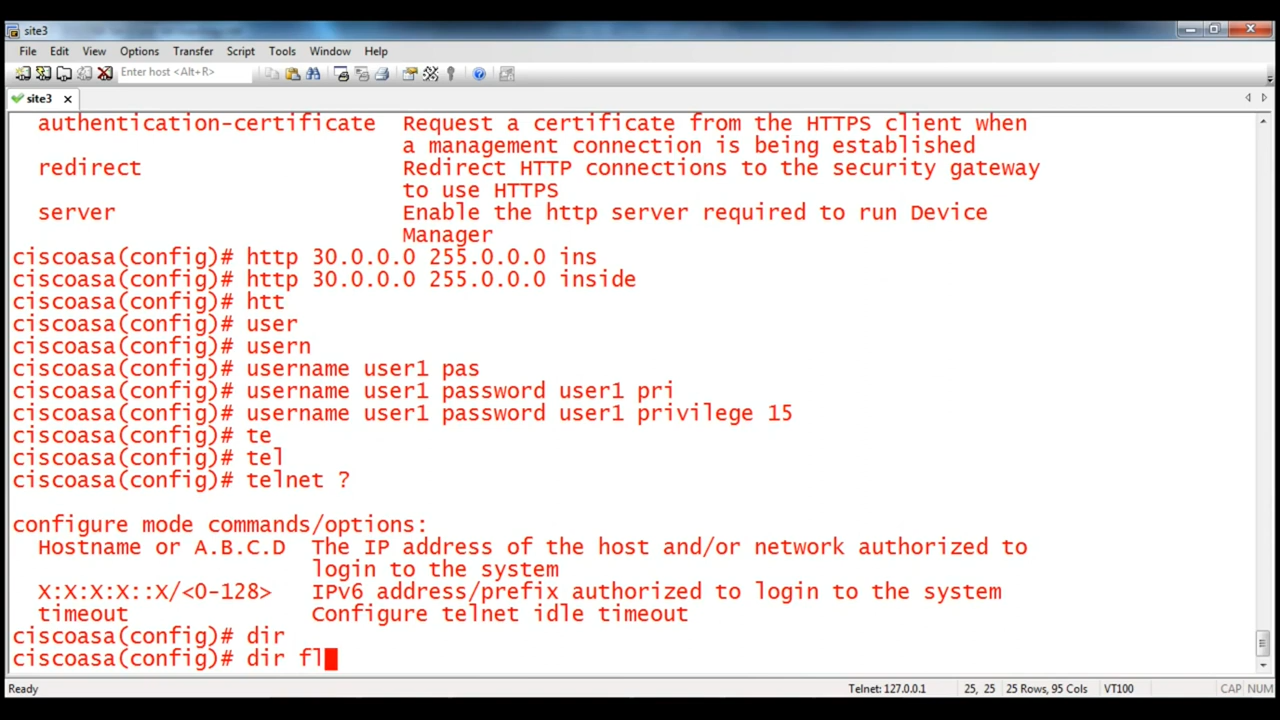 site3
File Edit View Options Transfer Script Tools Window Help
Enter host <Alt+R>
site3
authentication-certificate Request a certificate from the HTTPS client when
a management connection is being established
redirect Redirect HTTP connections to the security gateway
to use HTTPS
server Enable the http server required to run Device
Manager
ciscoasa(config)# http 30.0.0.0 255.0.0.0 ins
ciscoasa(config)# http 30.0.0.0 255.0.0.0 inside
ciscoasa(config)# htt
ciscoasa(config)# user
ciscoasa(config)# usern
ciscoasa(config)# username user1 pas
ciscoasa(config)# username user1 password user1 pri
ciscoasa(config)# username user1 password user1 privilege 15
ciscoasa(config)# te
ciscoasa(config)# tel
ciscoasa(config)# telnet ?
configure mode commands/options:
Hostname or A.B.C.D The IP address of the host and/or network authorized to
login to the system
X:X:X:X::X/<0-128> IPv6 address/prefix authorized to login to the system
timeout Configure telnet idle timeout
ciscoasa(config)# dir
ciscoasa(config)# dir fl
Ready Telnet: 127.0.0.1 25, 25 25 Rows, 95 Cols VT100 CAP NUM